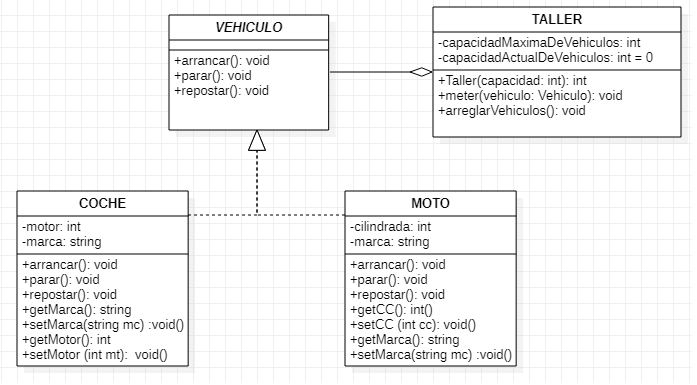 VEHICULO
+arrancar(): void
+parar(): void
+repostar(): void
TALLER
-capacidadMaximaDeVehiculos: int
-capacidadActualDeVehiculos: int = 0
+Taller(capacidad: int): int
+meter(vehiculo: Vehiculo): void
+arreglarVehiculos(): void
COCHE
-motor: int
-marca: string
+arrancar(): void
+parar(): void
+repostar(): void
+getMarca(): string
+setMarca(string mc) :void()
+getMotor(): int
+setMotor (int mt): void()
MOTO
-cilindrada: int
-marca: string
+arrancar(): void
+parar(): void
+repostar(): void
+getCC(): int()
+setCC (int cc): void()
+getMarca(): string
+setMarca(string mc) :void()